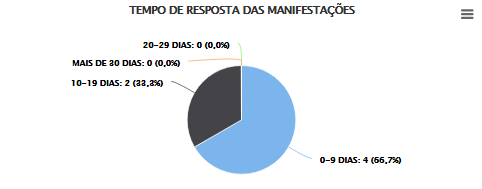 TEMPO DE RESPOSTA DAS MANIFESTAÇÕES
20-29 DIAS: 0 (0,0%)
MAIS DE 30 DIAS: 0 (0,0%)
10-19 DIAS: 2 (33,3%)
0-9 DIAS: 4 (66,7%)